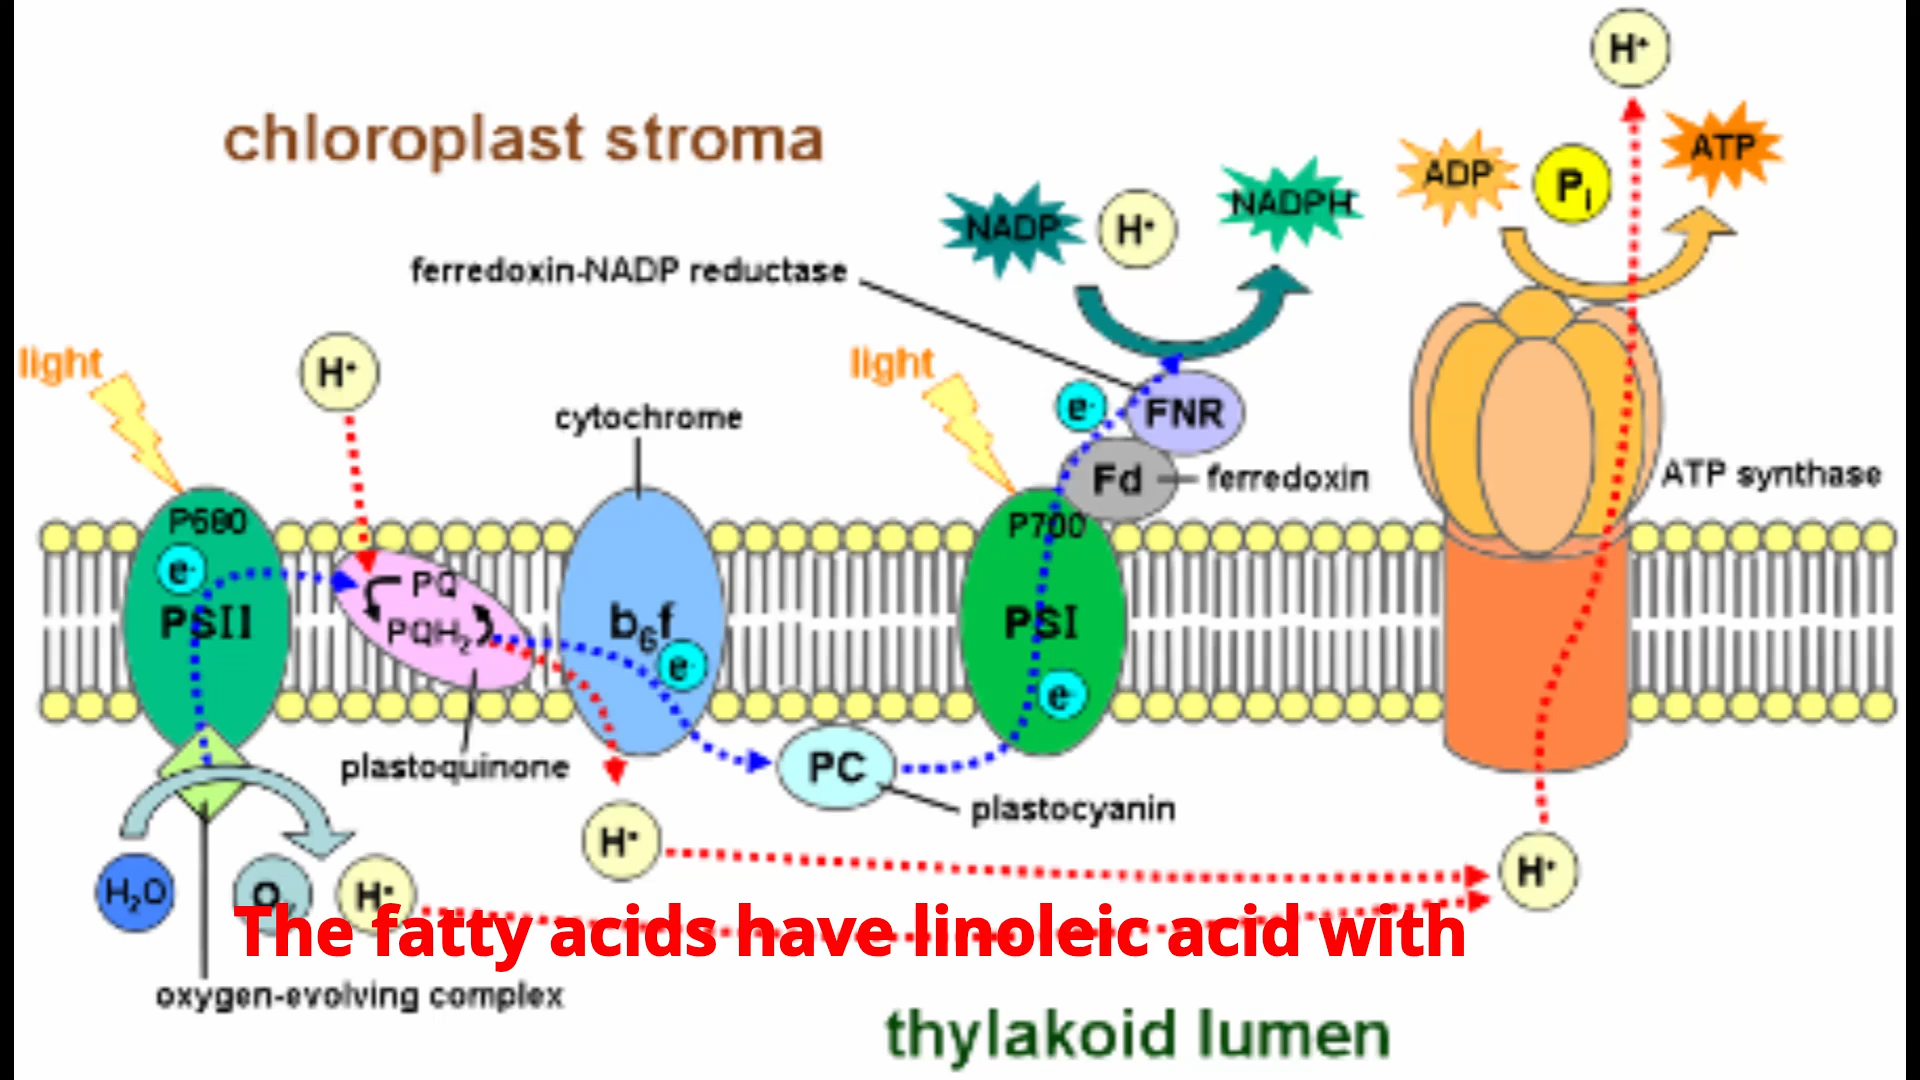 H⁺
chloroplast stroma
ADP
Pi
ATP
NADP
H⁺
NADPH
ferredoxin-NADP reductase
light
H⁺
light
cytochrome
e⁻
FNR
Fd
ferredoxin
ATP synthase
P680
P700
e⁻
PQ
PSII
PQH₂
b₆f
e⁻
PSI
e⁻
plastoquinone
PC
plastocyanin
H⁺
H⁺
H₂O
O₂
H⁺
The fatty acids have linoleic acid with
oxygen-evolving complex
thylakoid lumen